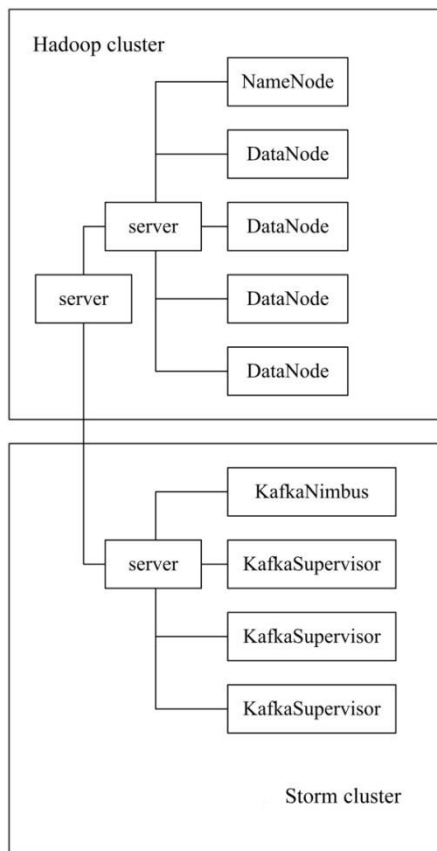 Hadoop cluster
NameNode
DataNode
server
DataNode
server
DataNode
DataNode
KafkaNimbus
server
KafkaSupervisor
KafkaSupervisor
KafkaSupervisor
Storm cluster